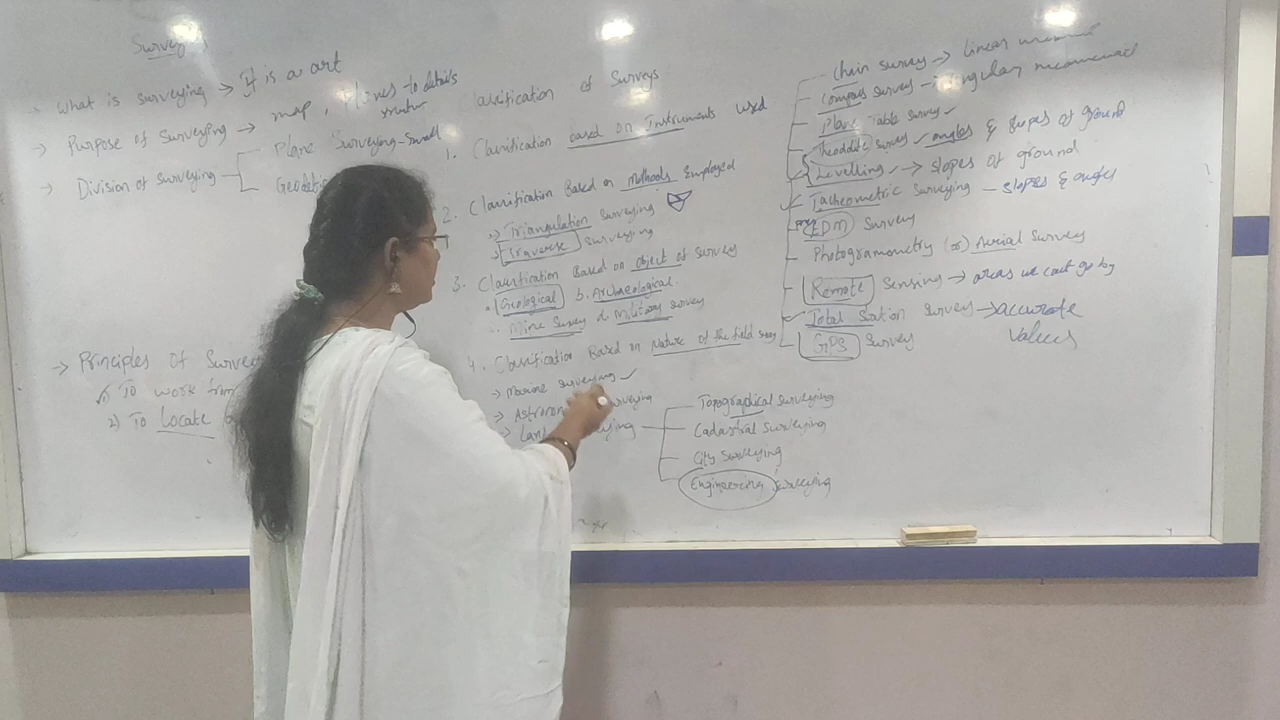 Surveying
-> What is surveying -> It is a art
-> Purpose of Surveying -> map, to details
-> Division of surveying
Plane Surveying - small
Geodetic
-> Principles of Survey
1) To work from
2) To Locate
Classification of Surveys
1. Classification based on Instruments used
2. Classification Based on Methods Employed
-> Triangulation Surveying
-> Traverse Surveying
3. Classification Based on object of Survey
a. Geological b. Archaeological.
c. Mine Survey d. Military survey
4. Classification Based on Nature of the field survey
-> Marine surveying ✓
-> Astronom surveying
-> Land surveying
Topographical surveying
Cadastral Surveying
City surveying
Engineering surveying
Chain survey -> Linear
Compass survey - Angular
Plane Table Survey ✓
Theodolite survey ✓ angles & slopes of ground
Levelling -> slopes of ground
Tacheometric Surveying - slopes & angles
EDM Survey
Photogrammetry (or) Aerial Survey
Remote Sensing -> areas we cant go by
Total Station Survey -> accurate
Values
GPS Survey